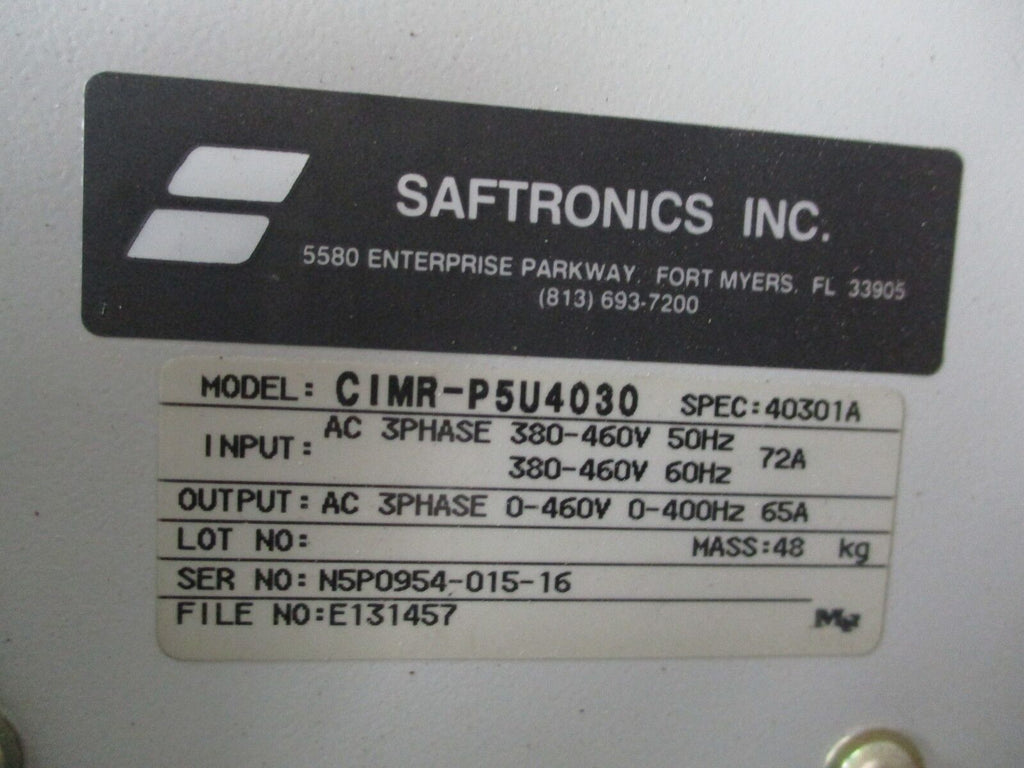 SAFTRONICS INC.
5580 ENTERPRISE PARKWAY, FORT MYERS, FL 33905
(813) 693-7200
MODEL: CIMR-P5U4030 SPEC:40301A
INPUT: AC 3PHASE 380-460V 50Hz 72A
380-460V 60Hz
OUTPUT: AC 3PHASE 0-460V 0-400Hz 65A
LOT NO: MASS:48 kg
SER NO: N5P0954-015-16
FILE NO:E131457